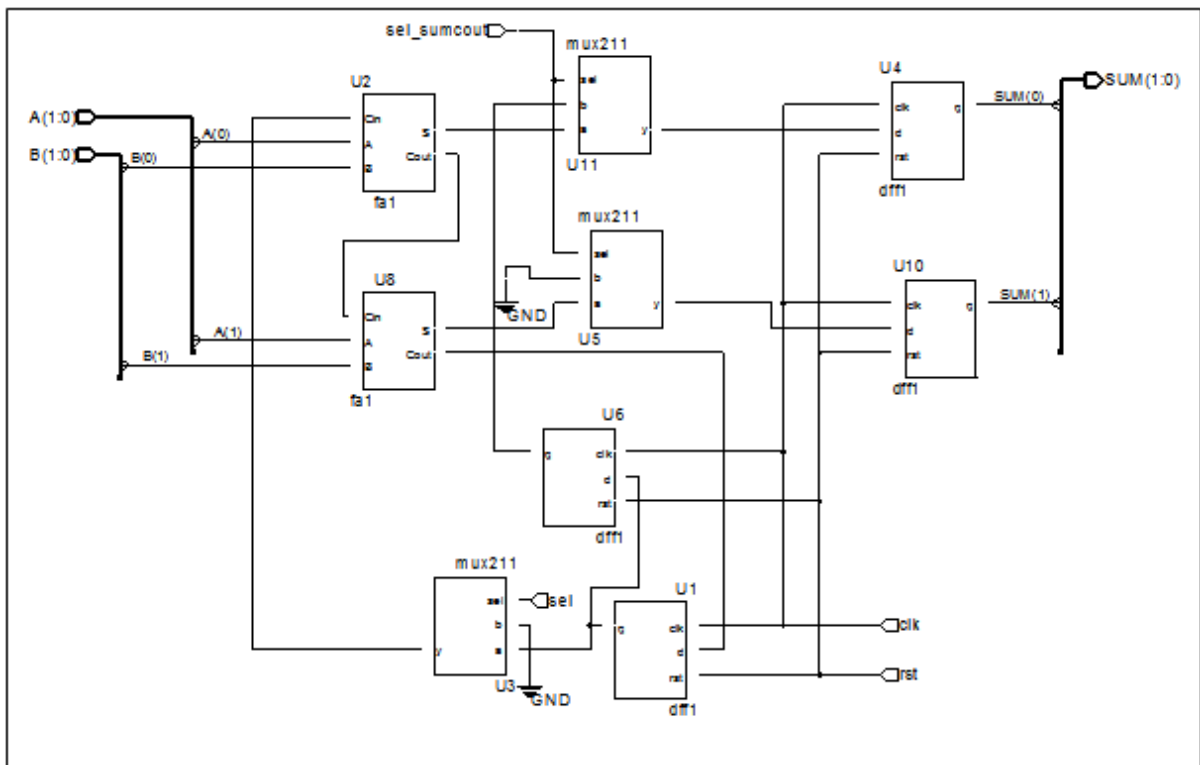 sel_sumcout
mux211
sel
b
a
y
U11
U2
Cin
A
B
S
Cout
fa1
A(1:0)
B(1:0)
A(0)
B(0)
U4
clk
d
rst
q
dff1
SUM(0)
SUM(1:0)
mux211
sel
b
a
y
U5
GND
U8
Cin
A
B
S
Cout
fa1
A(1)
B(1)
U10
clk
d
rst
q
dff1
SUM(1)
U6
q
clk
d
rst
dff1
mux211
sel
b
a
y
U3
sel
GND
U1
q
clk
d
rst
dff1
clk
rst